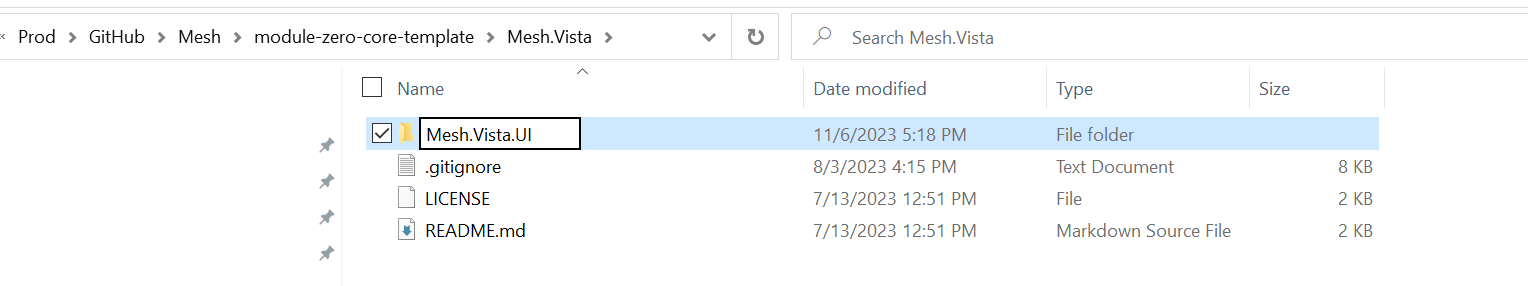 « Prod > GitHub > Mesh > module-zero-core-template > Mesh.Vista >
Search Mesh.Vista
Name Date modified Type Size
Mesh.Vista.UI 11/6/2023 5:18 PM File folder
.gitignore 8/3/2023 4:15 PM Text Document 8 KB
LICENSE 7/13/2023 12:51 PM File 2 KB
README.md 7/13/2023 12:51 PM Markdown Source File 2 KB